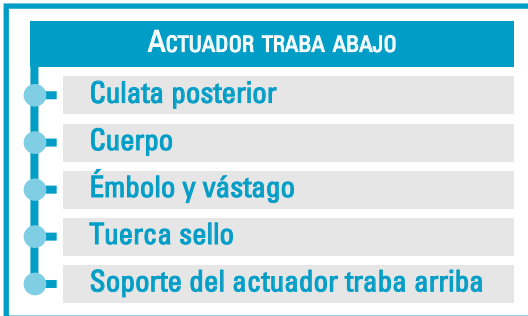 ACTUADOR TRABA ABAJO
Culata posterior
Cuerpo
Émbolo y vástago
Tuerca sello
Soporte del actuador traba arriba